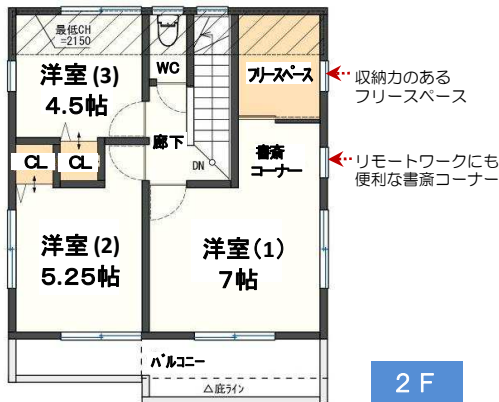 最低CH
=2150
洋室(3)
4.5帖
WC
フリースペース
収納力のある
フリースペース
廊下
DN
書斎
コーナー
リモートワークにも
便利な書斎コーナー
CL
CL
洋室(2)
5.25帖
洋室(1)
7帖
バルコニー
△庇ライン
2F